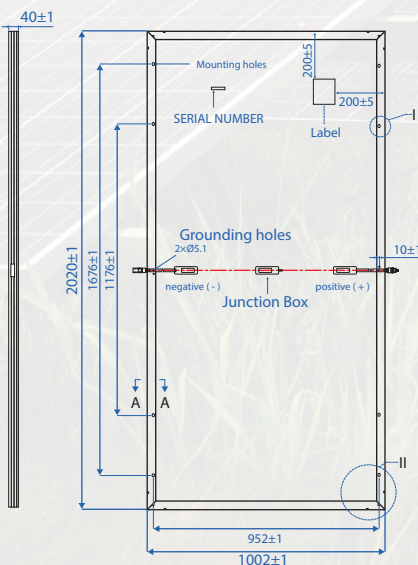 40±1
Mounting holes
200±5
SERIAL NUMBER
200±5
Label
I
2020±1
1676±1
1176±1
Grounding holes
2×Ø5.1
10±1
negative ( - )
Junction Box
positive ( + )
A
A
II
952±1
1002±1